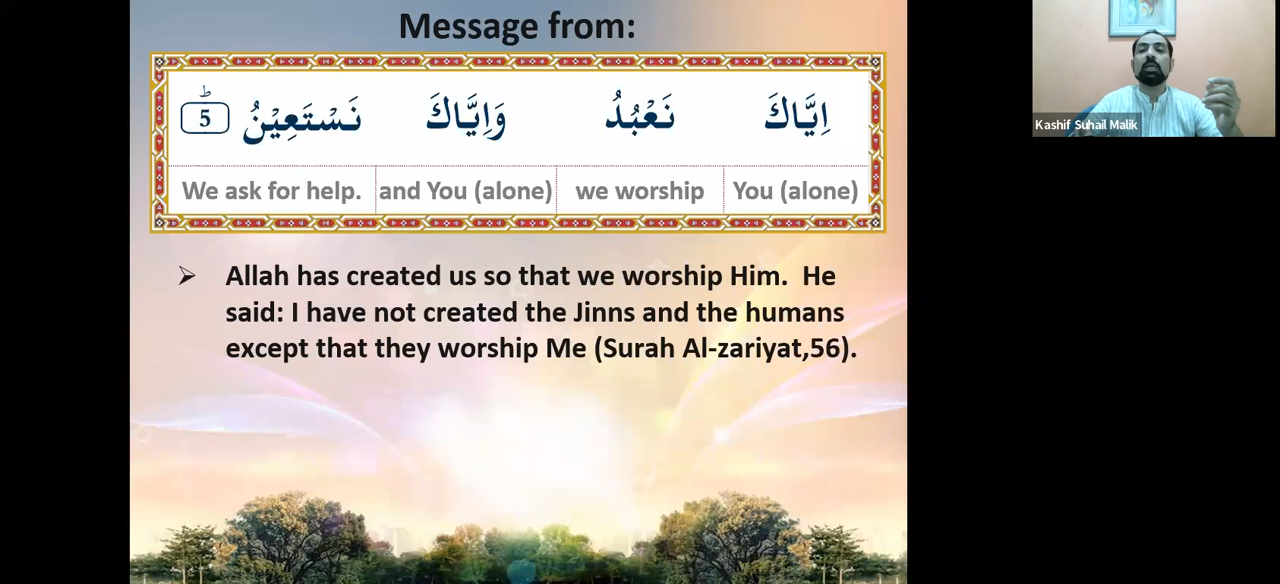 Message from:
اِيَّاكَ نَعْبُدُ وَاِيَّاكَ نَسْتَعِيْنُ ؕ 5
You (alone) we worship and You (alone) We ask for help.
➢ Allah has created us so that we worship Him. He
said: I have not created the Jinns and the humans
except that they worship Me (Surah Al-zariyat,56).
Kashif Suhail Malik